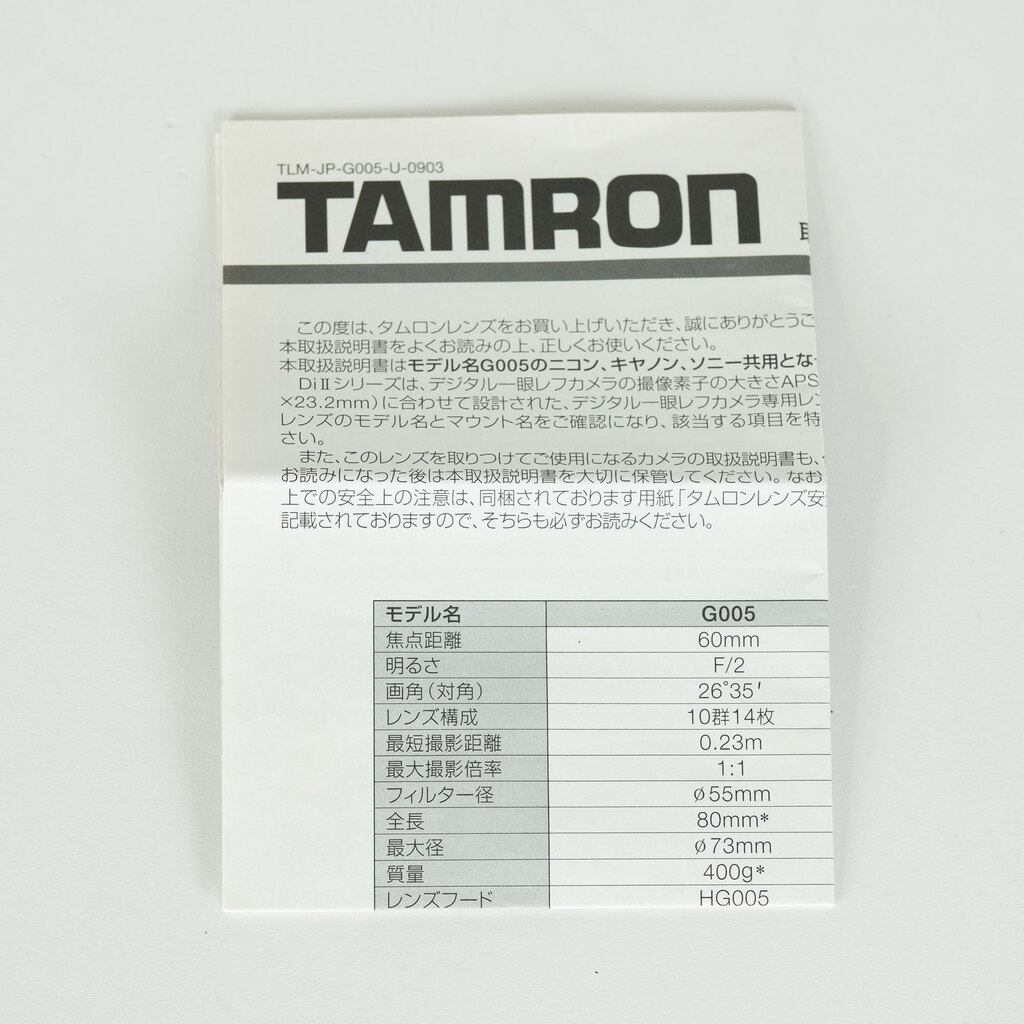 TLM-JP-G005-U-0903
TAMRON
この度は、タムロンレンズをお買い上げいただき、誠にありがとうご
本取扱説明書をよくお読みの上、正しくお使いください。
本取扱説明書はモデル名G005のニコン、キヤノン、ソニー共用とな
DiⅡシリーズは、デジタル一眼レフカメラの撮像素子の大きさAPS
×23.2mm)に合わせて設計された、デジタル一眼レフカメラ専用レン
レンズのモデル名とマウント名をご確認になり、該当する項目を特
さい。
また、このレンズを取りつけてご使用になるカメラの取扱説明書も、
お読みになった後は本取扱説明書を大切に保管してください。なお
上での安全上の注意は、同梱されております用紙「タムロンレンズ安
記載されておりますので、そちらも必ずお読みください。
モデル名 G005
焦点距離 60mm
明るさ F/2
画角(対角) 26°35′
レンズ構成 10群14枚
最短撮影距離 0.23m
最大撮影倍率 1:1
フィルター径 ø55mm
全長 80mm*
最大径 ø73mm
質量 400g*
レンズフード HG005